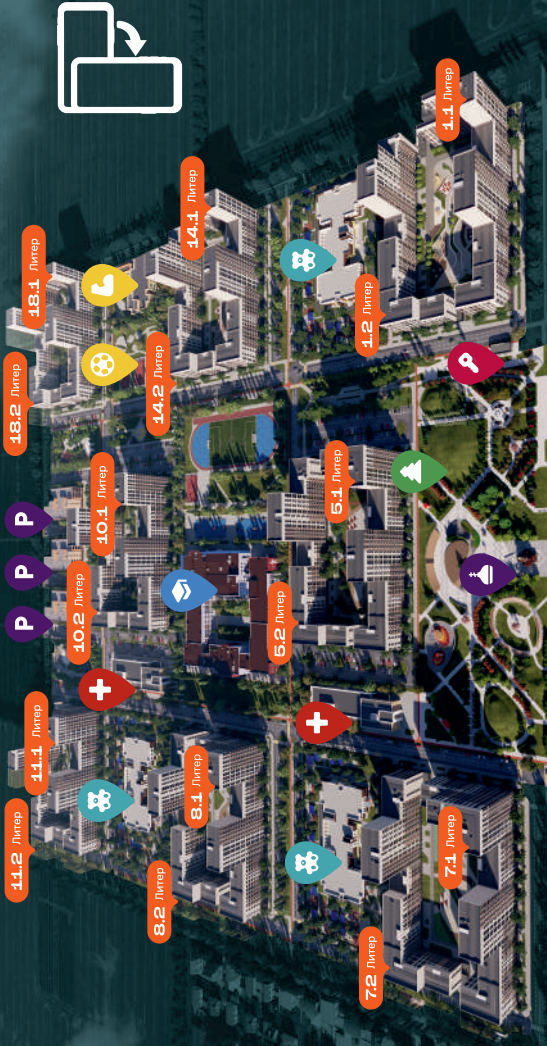 11.2 Литер
P
P
P
18.2 Литер
11.1 Литер
18.1 Литер
10.2 Литер
10.1 Литер
8.2 Литер
14.2 Литер
8.1 Литер
14.1 Литер
5.2 Литер
5.1 Литер
7.2 Литер
1.2 Литер
7.1 Литер
1.1 Литер